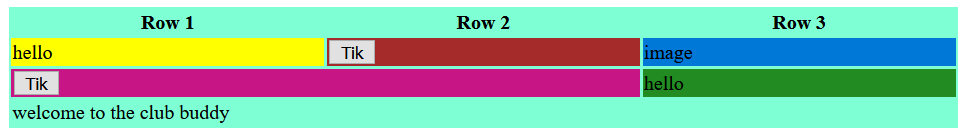 Row 1 Row 2 Row 3
hello Tik image
Tik hello
welcome to the club buddy